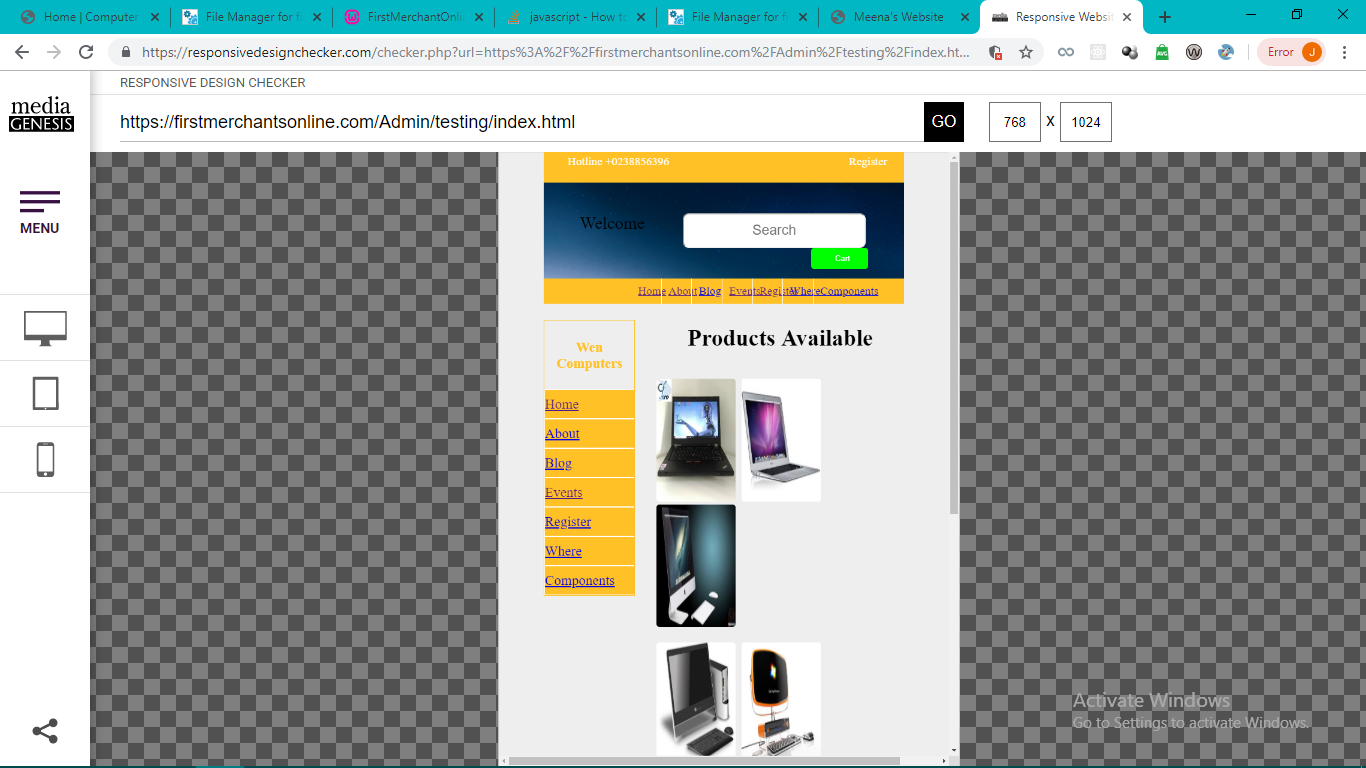 Home | Computer
File Manager for fi
FirstMerchantOnli
javascript - How to
File Manager for fi
Meena's Website
Responsive Websit
https://responsivedesignchecker.com/checker.php?url=https%3A%2F%2Ffirstmerchantsonline.com%2FAdmin%2Ftesting%2Findex.ht...
AVG
W
Error
J
RESPONSIVE DESIGN CHECKER
media
GENESIS
https://firstmerchantsonline.com/Admin/testing/index.html
GO
768
X
1024
MENU
Hotline +0238856396
Register
Welcome
Search
Cart
Home
About
Blog
Events
Register
Where
Components
Products Available
Wen
Computers
Home
About
Blog
Events
Register
Where
Components
Activate Windows
Go to Settings to activate Windows.